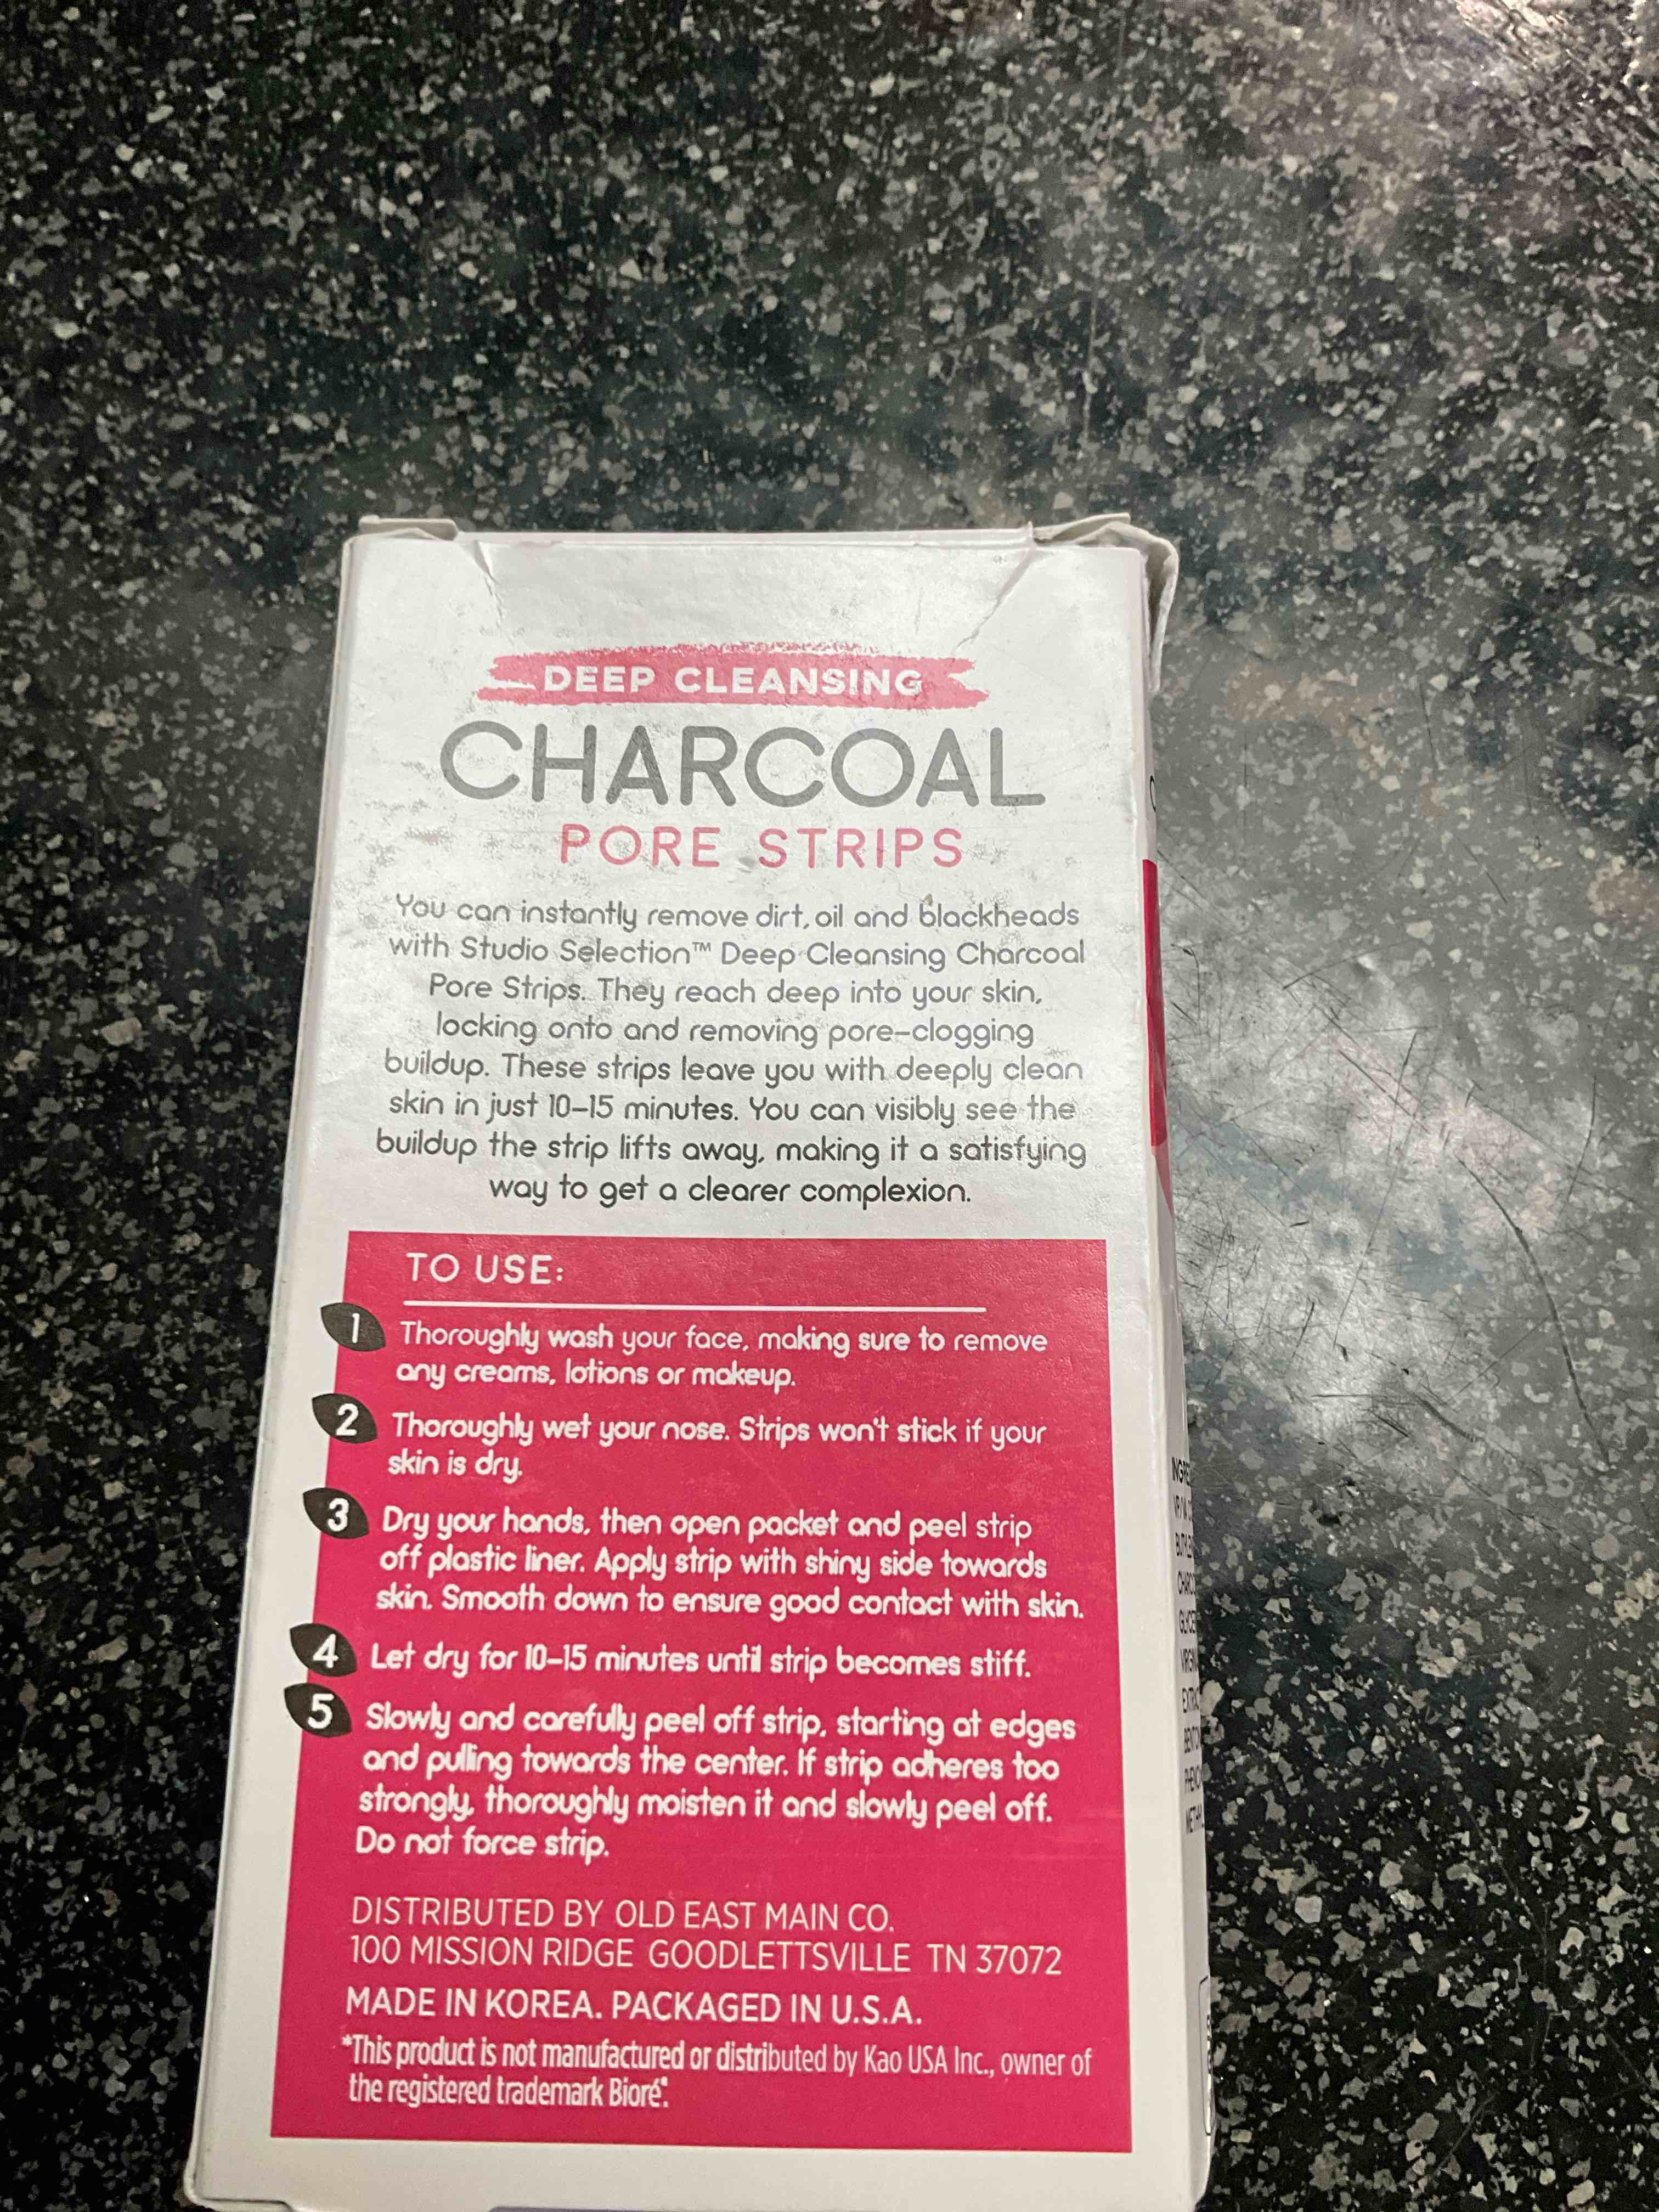 DEEP CLEANSING
CHARCOAL
PORE STRIPS
You can instantly remove dirt, oil and blackheads
with Studio Selection™ Deep Cleansing Charcoal
Pore Strips. They reach deep into your skin,
locking onto and removing pore-clogging
buildup. These strips leave you with deeply clean
skin in just 10-15 minutes. You can visibly see the
buildup the strip lifts away, making it a satisfying
way to get a clearer complexion.
TO USE:
1 Thoroughly wash your face, making sure to remove
any creams, lotions or makeup.
2 Thoroughly wet your nose. Strips won't stick if your
skin is dry.
3 Dry your hands, then open packet and peel strip
off plastic liner. Apply strip with shiny side towards
skin. Smooth down to ensure good contact with skin.
4 Let dry for 10-15 minutes until strip becomes stiff.
5 Slowly and carefully peel off strip, starting at edges
and pulling towards the center. If strip adheres too
strongly, thoroughly moisten it and slowly peel off.
Do not force strip.
DISTRIBUTED BY OLD EAST MAIN CO.
100 MISSION RIDGE GOODLETTSVILLE TN 37072
MADE IN KOREA. PACKAGED IN U.S.A.
*This product is not manufactured or distributed by Kao USA Inc., owner of
the registered trademark Bioré®.